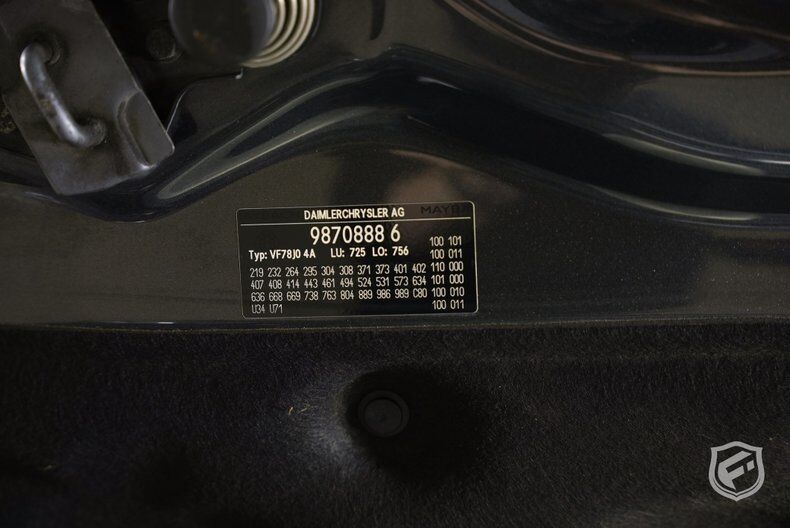 DAIMLERCHRYSLER AG MAYB
9870888 6
100 101
Typ: VF78J0 4A LU: 725 LO: 756 100 011
219 232 264 295 304 308 371 373 401 402 110 000
407 408 414 443 461 494 524 531 573 634 101 000
636 668 669 738 763 804 889 986 989 C80 100 010
U34 U71 100 011